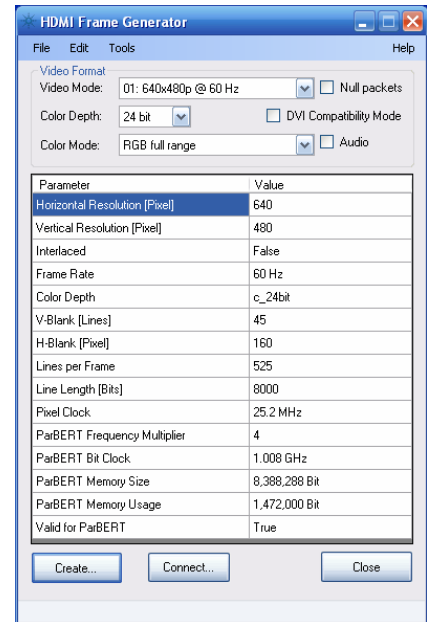 HDMI Frame Generator
File Edit Tools Help
Video Format
Video Mode: 01: 640x480p @ 60 Hz Null packets
Color Depth: 24 bit DVI Compatibility Mode
Color Mode: RGB full range Audio
Parameter Value
Horizontal Resolution [Pixel] 640
Vertical Resolution [Pixel] 480
Interlaced False
Frame Rate 60 Hz
Color Depth c_24bit
V-Blank [Lines] 45
H-Blank [Pixel] 160
Lines per Frame 525
Line Length [Bits] 8000
Pixel Clock 25.2 MHz
ParBERT Frequency Multiplier 4
ParBERT Bit Clock 1.008 GHz
ParBERT Memory Size 8,388,288 Bit
ParBERT Memory Usage 1,472,000 Bit
Valid for ParBERT True
Create... Connect... Close